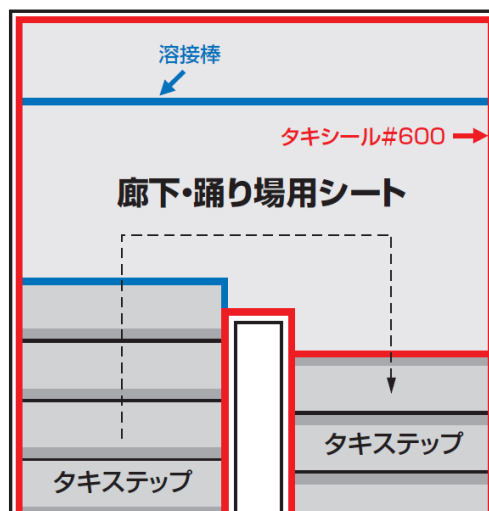 溶接棒
タキシール#600
廊下・踊り場用シート
タキステップ
タキステップ